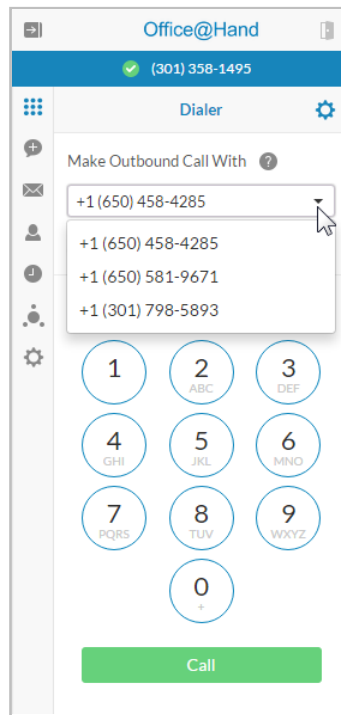 Office@Hand
(301) 358-1495
Dialer
Make Outbound Call With ?
+1 (650) 458-4285
+1 (650) 458-4285
+1 (650) 581-9671
+1 (301) 798-5893
1 2 3
ABC DEF
4 5 6
GHI JKL MNO
7 8 9
PQRS TUV WXYZ
0
+
Call